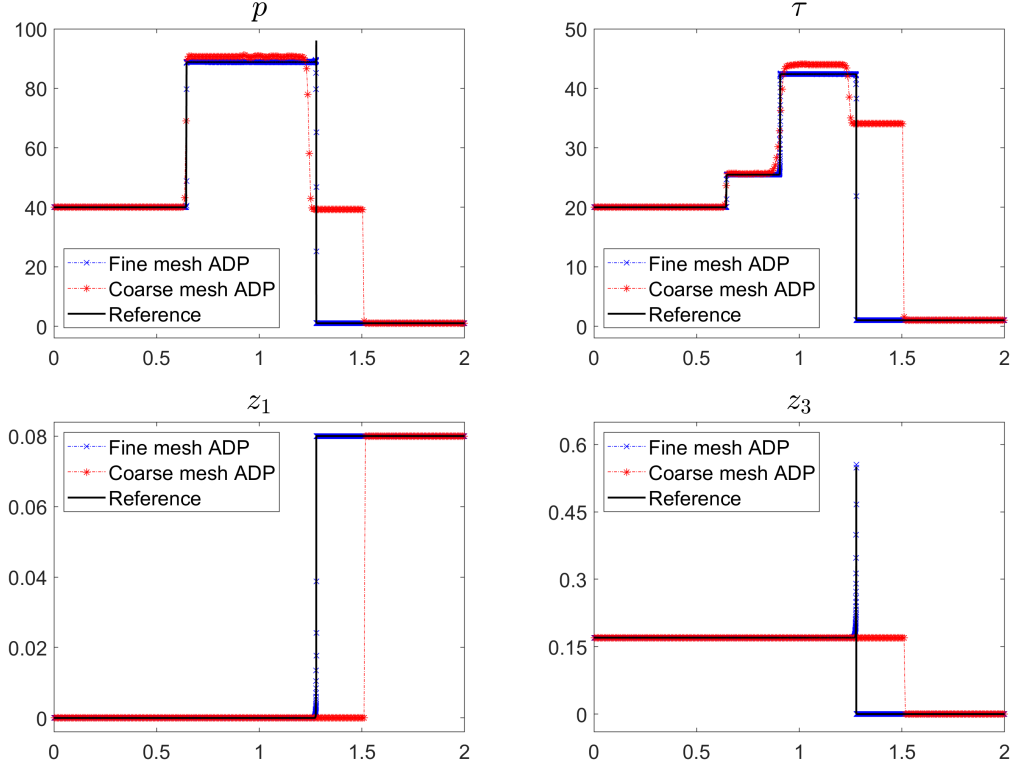 p
100
80
60
40
20
0
Fine mesh ADP
Coarse mesh ADP
Reference
0 0.5 1 1.5 2
τ
50
40
30
20
10
0
Fine mesh ADP
Coarse mesh ADP
Reference
0 0.5 1 1.5 2
z₁
0.08
0.06
0.04
0.02
0
Fine mesh ADP
Coarse mesh ADP
Reference
0 0.5 1 1.5 2
z₃
0.6
0.45
0.3
0.15
0
Fine mesh ADP
Coarse mesh ADP
Reference
0 0.5 1 1.5 2